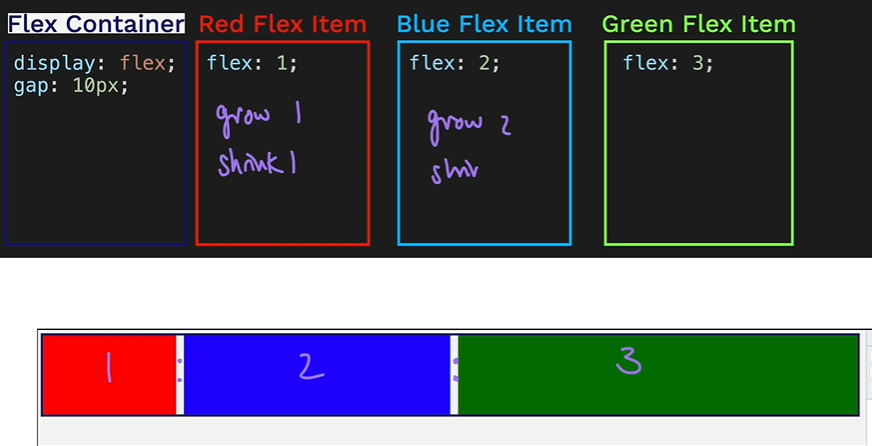 Flex Container
display: flex;
gap: 10px;
Red Flex Item
flex: 1;
grow 1
shrink 1
Blue Flex Item
flex: 2;
grow 2
shri
Green Flex Item
flex: 3;
1 : 2 : 3